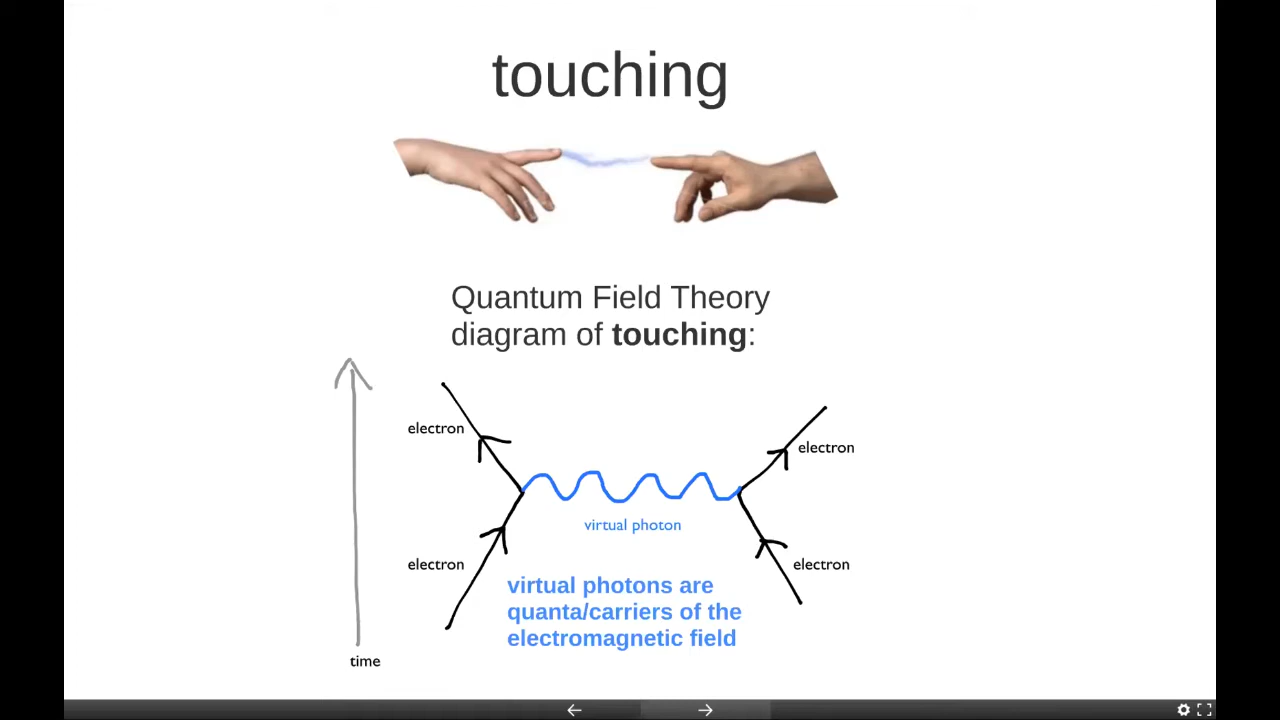 touching
Quantum Field Theory
diagram of touching:
electron
electron
virtual photon
electron
electron
virtual photons are
quanta/carriers of the
electromagnetic field
time